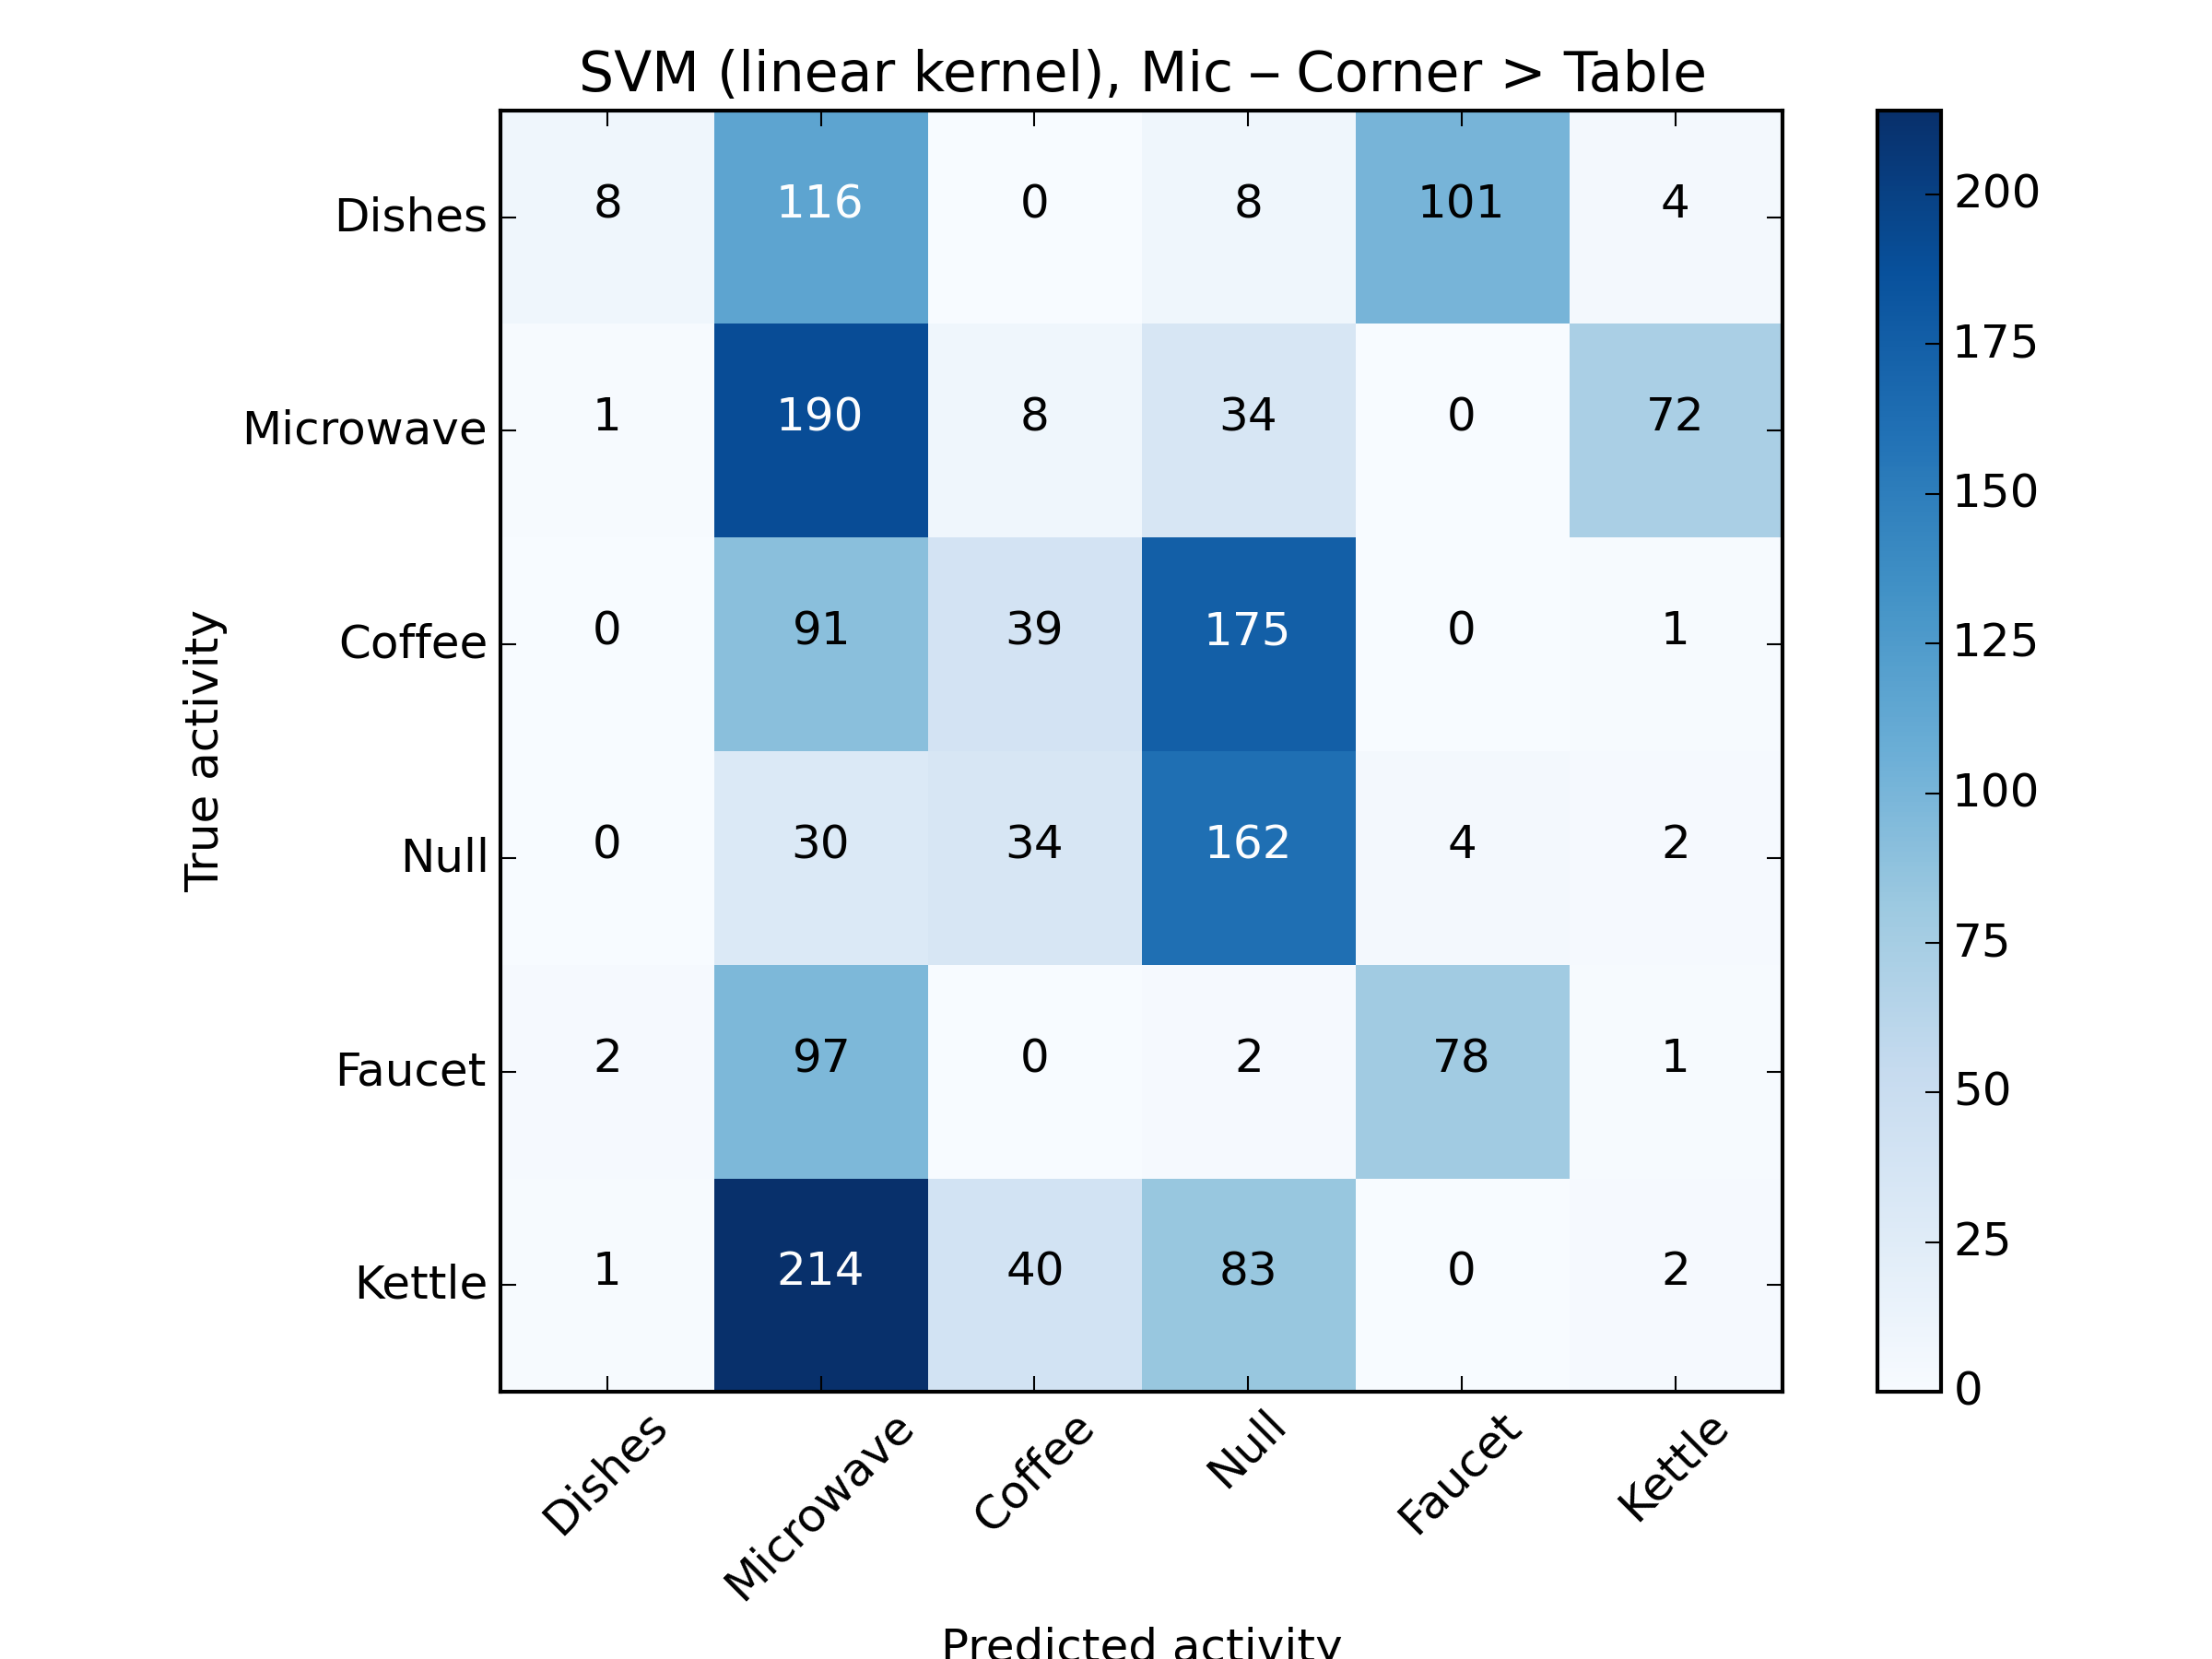 SVM (linear kernel), Mic – Corner > Table
Dishes 8 116 0 8 101 4
Microwave 1 190 8 34 0 72
Coffee 0 91 39 175 0 1
Null 0 30 34 162 4 2
Faucet 2 97 0 2 78 1
Kettle 1 214 40 83 0 2
True activity
Dishes Microwave Coffee Null Faucet Kettle
Predicted activity
200
175
150
125
100
75
50
25
0